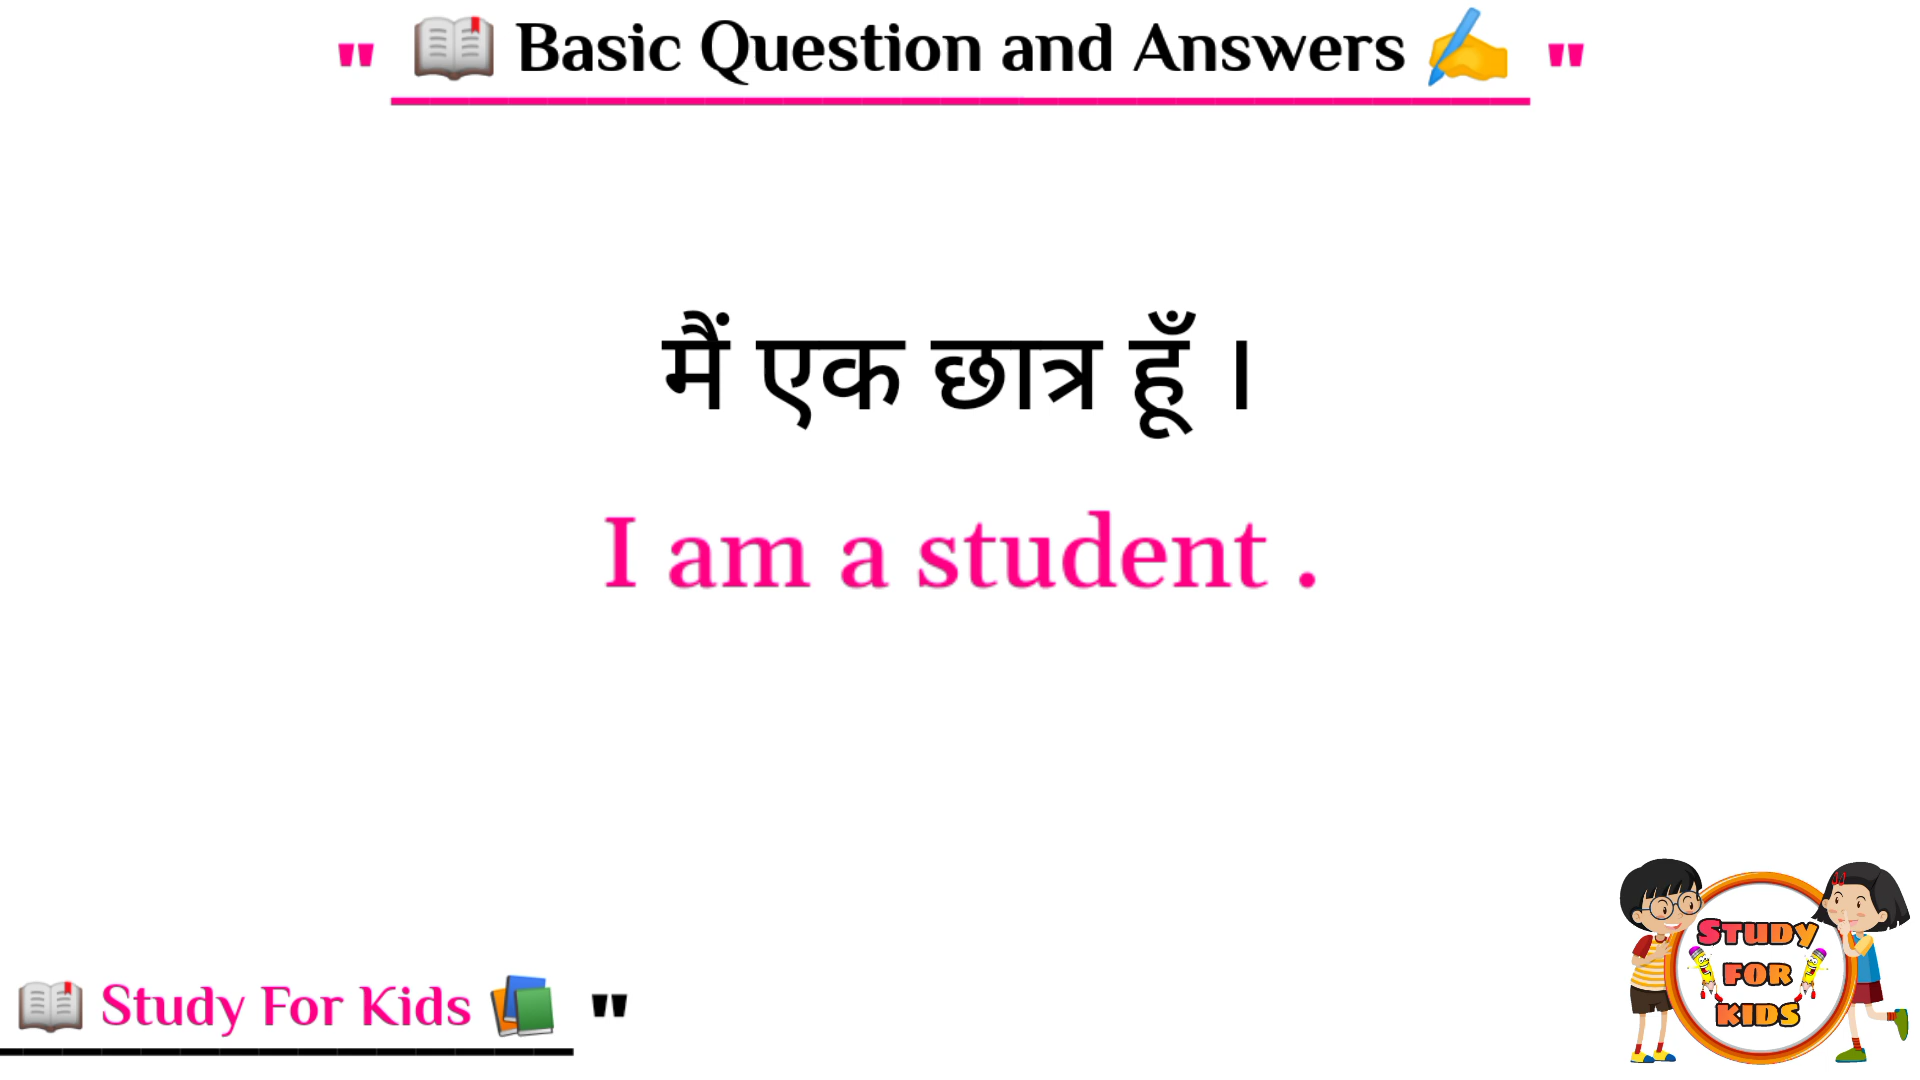 " 📖 Basic Question and Answers ✍️ "
मैं एक छात्र हूँ ।
I am a student .
📖 Study For Kids 📚 "
STUDY
FOR
KIDS